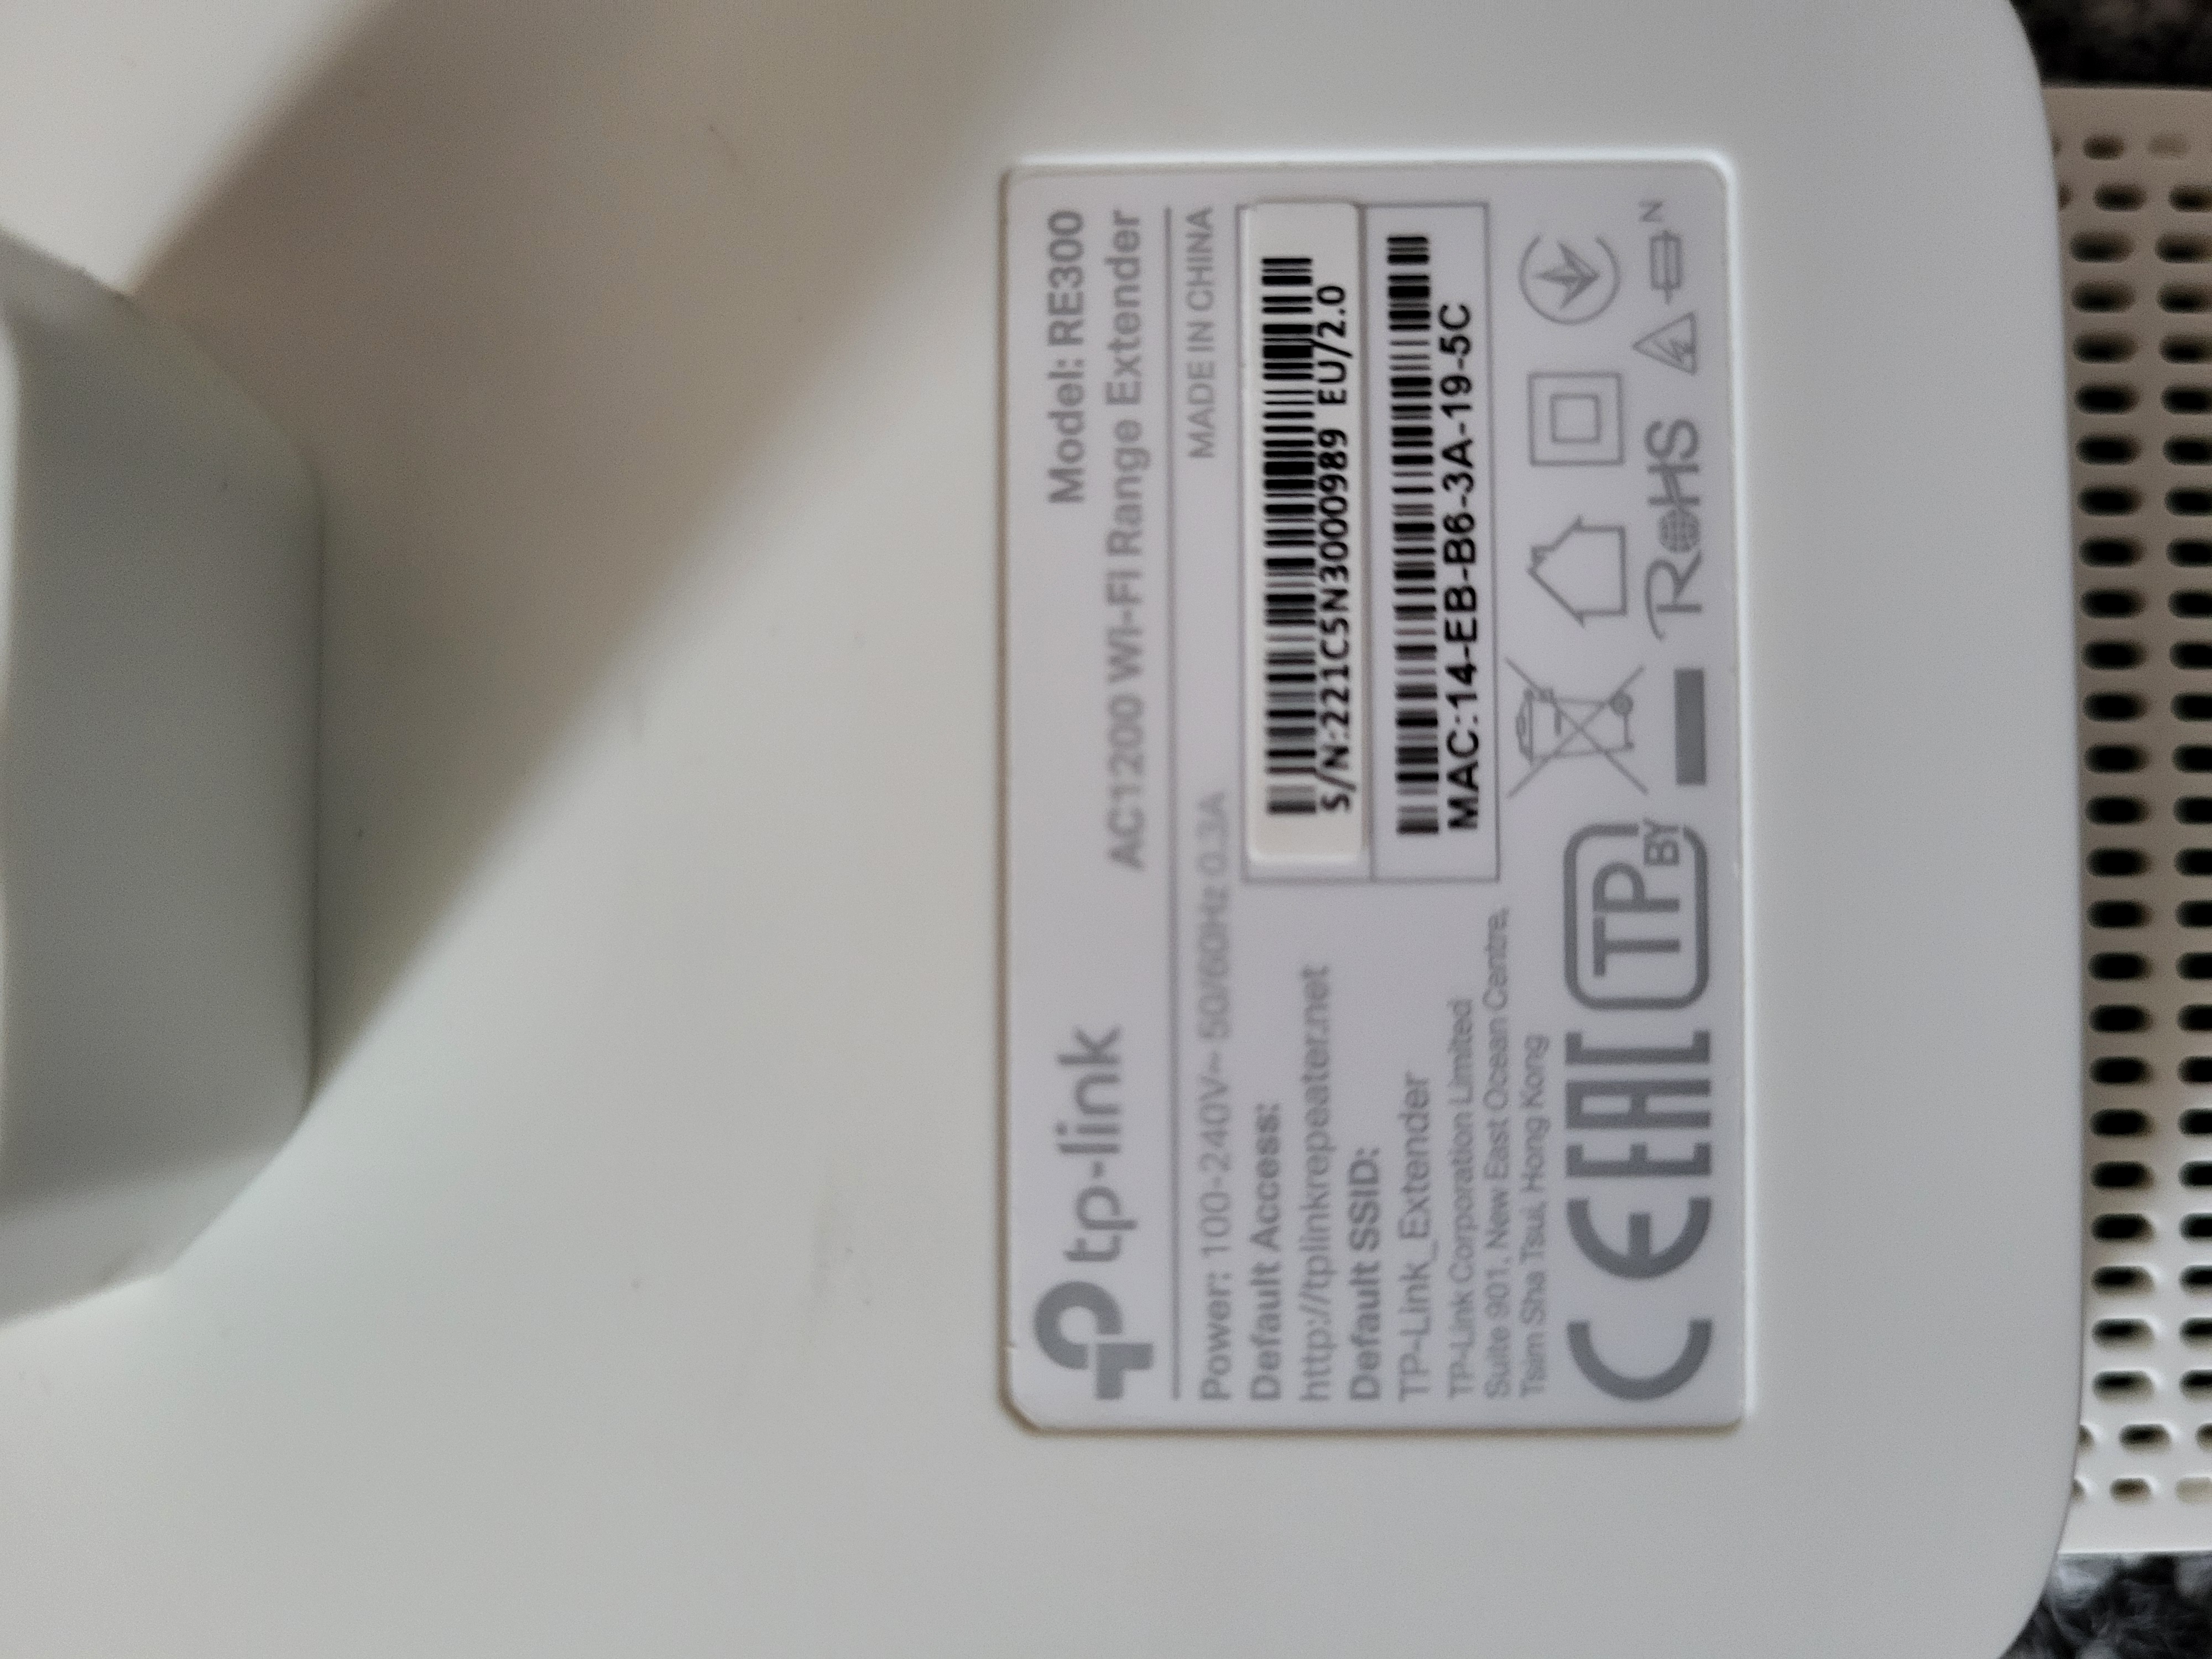 tp-link
Model: RE300
AC1200 Wi-Fi Range Extender
Power: 100-240V~ 50/60Hz 0.3A
MADE IN CHINA
Default Access:
http://tplinkrepeater.net
Default SSID:
TP-Link_Extender
TP-Link Corporation Limited
Suite 901, New East Ocean Centre,
Tsim Sha Tsui, Hong Kong
S/N:221C5N3000989 EU/2.0
MAC:14-EB-B6-3A-19-5C
CE EAC TP BY
RoHS
N